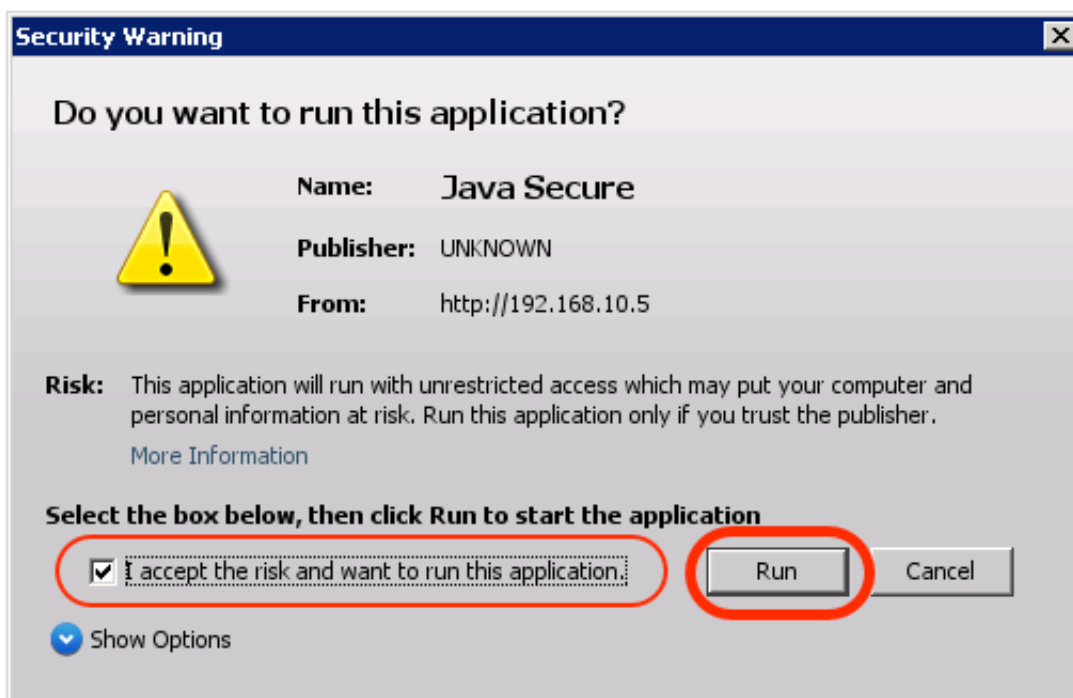 Security Warning
Do you want to run this application?
Name: Java Secure
Publisher: UNKNOWN
From: http://192.168.10.5
Risk: This application will run with unrestricted access which may put your computer and
personal information at risk. Run this application only if you trust the publisher.
More Information
Select the box below, then click Run to start the application
I accept the risk and want to run this application.
Run Cancel
Show Options